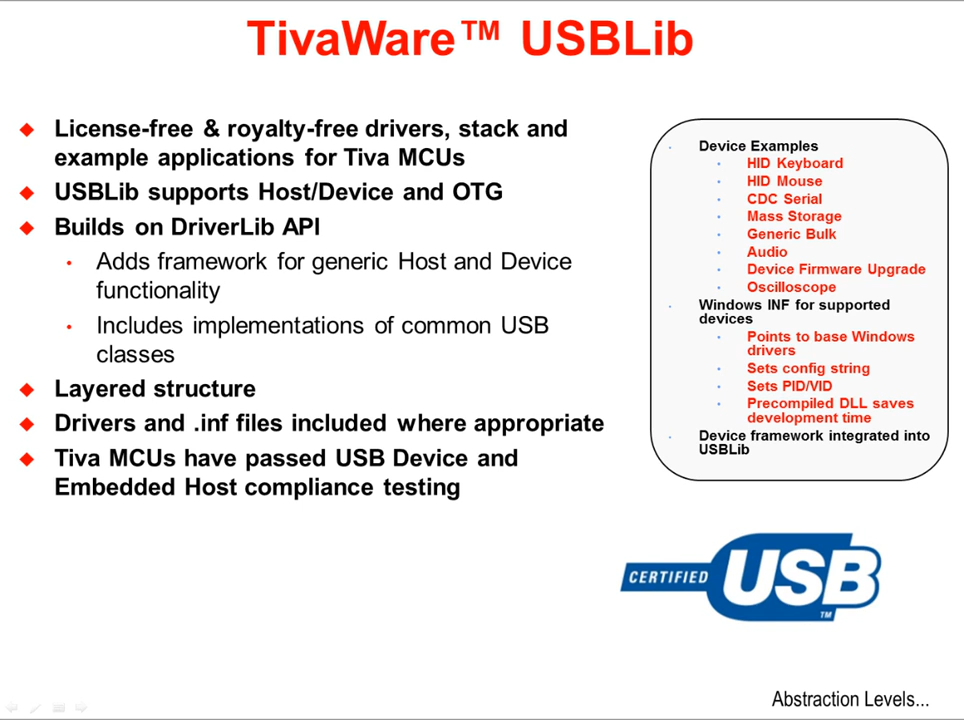 TivaWare™ USBLib
License-free & royalty-free drivers, stack and
example applications for Tiva MCUs
USBLib supports Host/Device and OTG
Builds on DriverLib API
Adds framework for generic Host and Device
functionality
Includes implementations of common USB
classes
Layered structure
Drivers and .inf files included where appropriate
Tiva MCUs have passed USB Device and
Embedded Host compliance testing
Device Examples
HID Keyboard
HID Mouse
CDC Serial
Mass Storage
Generic Bulk
Audio
Device Firmware Upgrade
Oscilloscope
Windows INF for supported
devices
Points to base Windows
drivers
Sets config string
Sets PID/VID
Precompiled DLL saves
development time
Device framework integrated into
USBLib
CERTIFIED USB™
Abstraction Levels...